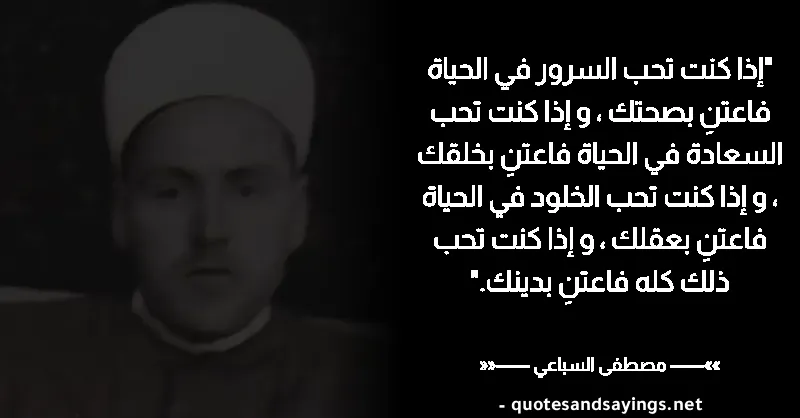 "إذا كنت تحب السرور في الحياة
فاعتنِ بصحتك ، و إذا كنت تحب
السعادة في الحياة فاعتنِ بخلقك
، و إذا كنت تحب الخلود في الحياة
فاعتنِ بعقلك ، و إذا كنت تحب
ذلك كله فاعتنِ بدينك."
»»—— مصطفى السباعي ——««
- quotesandsayings.net